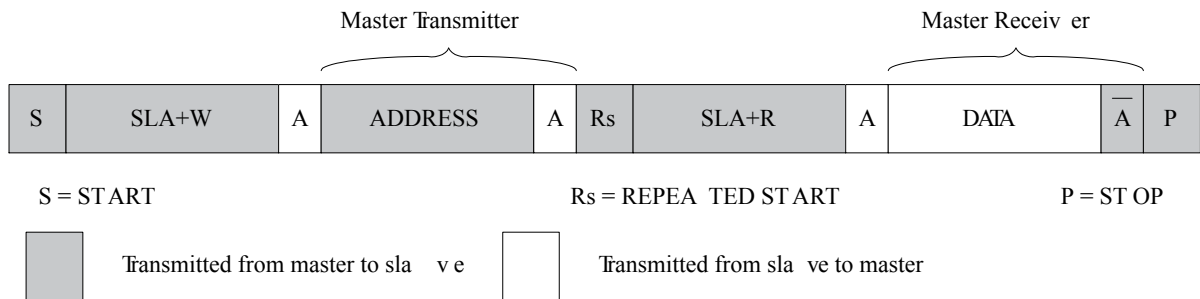 Master Transmitter Master Receiv er
S SLA+W A ADDRESS A Rs SLA+R A DATA A̅ P
S = ST ART Rs = REPEA TED ST ART P = ST OP
Transmitted from master to sla v e Transmitted from sla ve to master